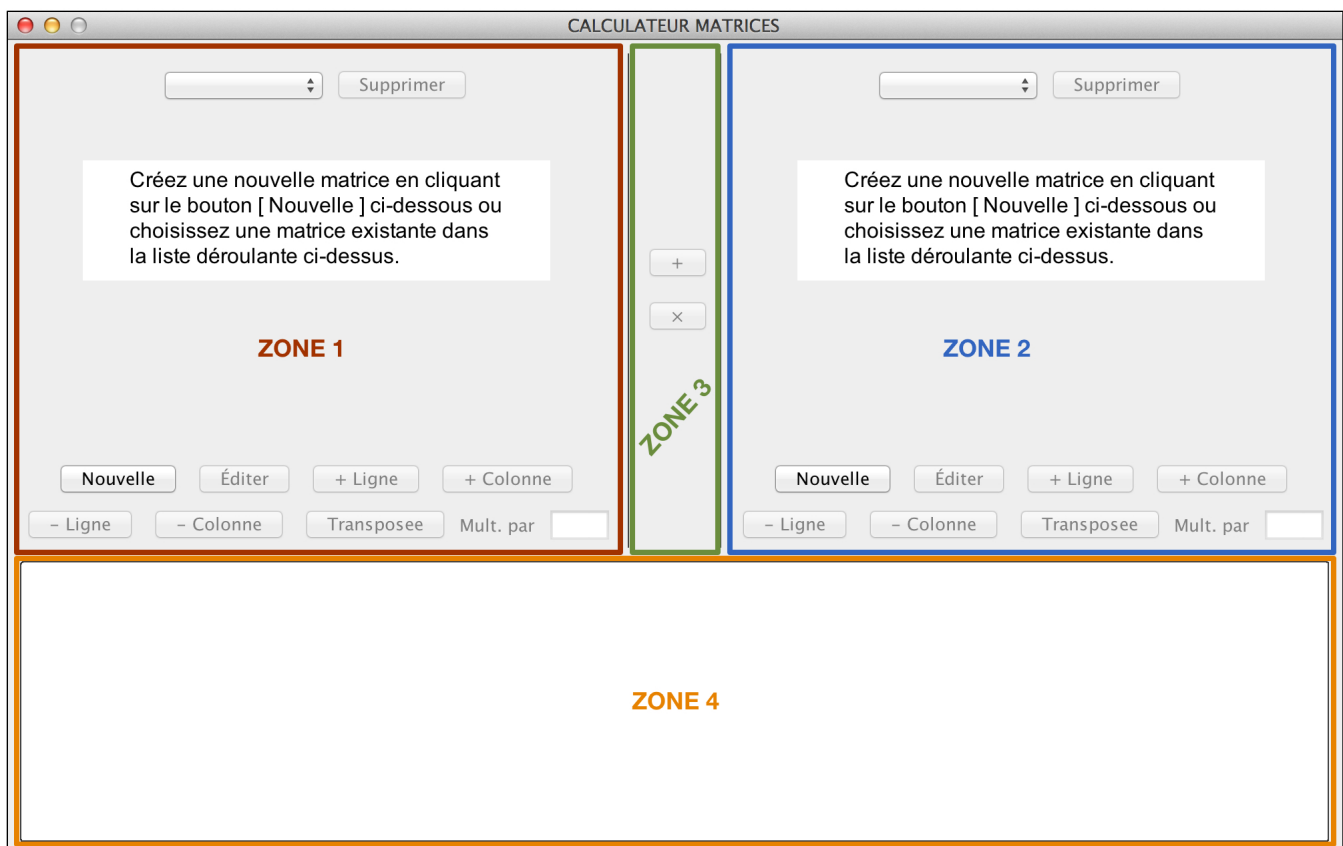 CALCULATEUR MATRICES
Supprimer
Créez une nouvelle matrice en cliquant
sur le bouton [ Nouvelle ] ci-dessous ou
choisissez une matrice existante dans
la liste déroulante ci-dessus.
ZONE 1
Nouvelle Éditer + Ligne + Colonne
– Ligne – Colonne Transposee Mult. par
+
×
ZONE 3
Supprimer
Créez une nouvelle matrice en cliquant
sur le bouton [ Nouvelle ] ci-dessous ou
choisissez une matrice existante dans
la liste déroulante ci-dessus.
ZONE 2
Nouvelle Éditer + Ligne + Colonne
– Ligne – Colonne Transposee Mult. par
ZONE 4